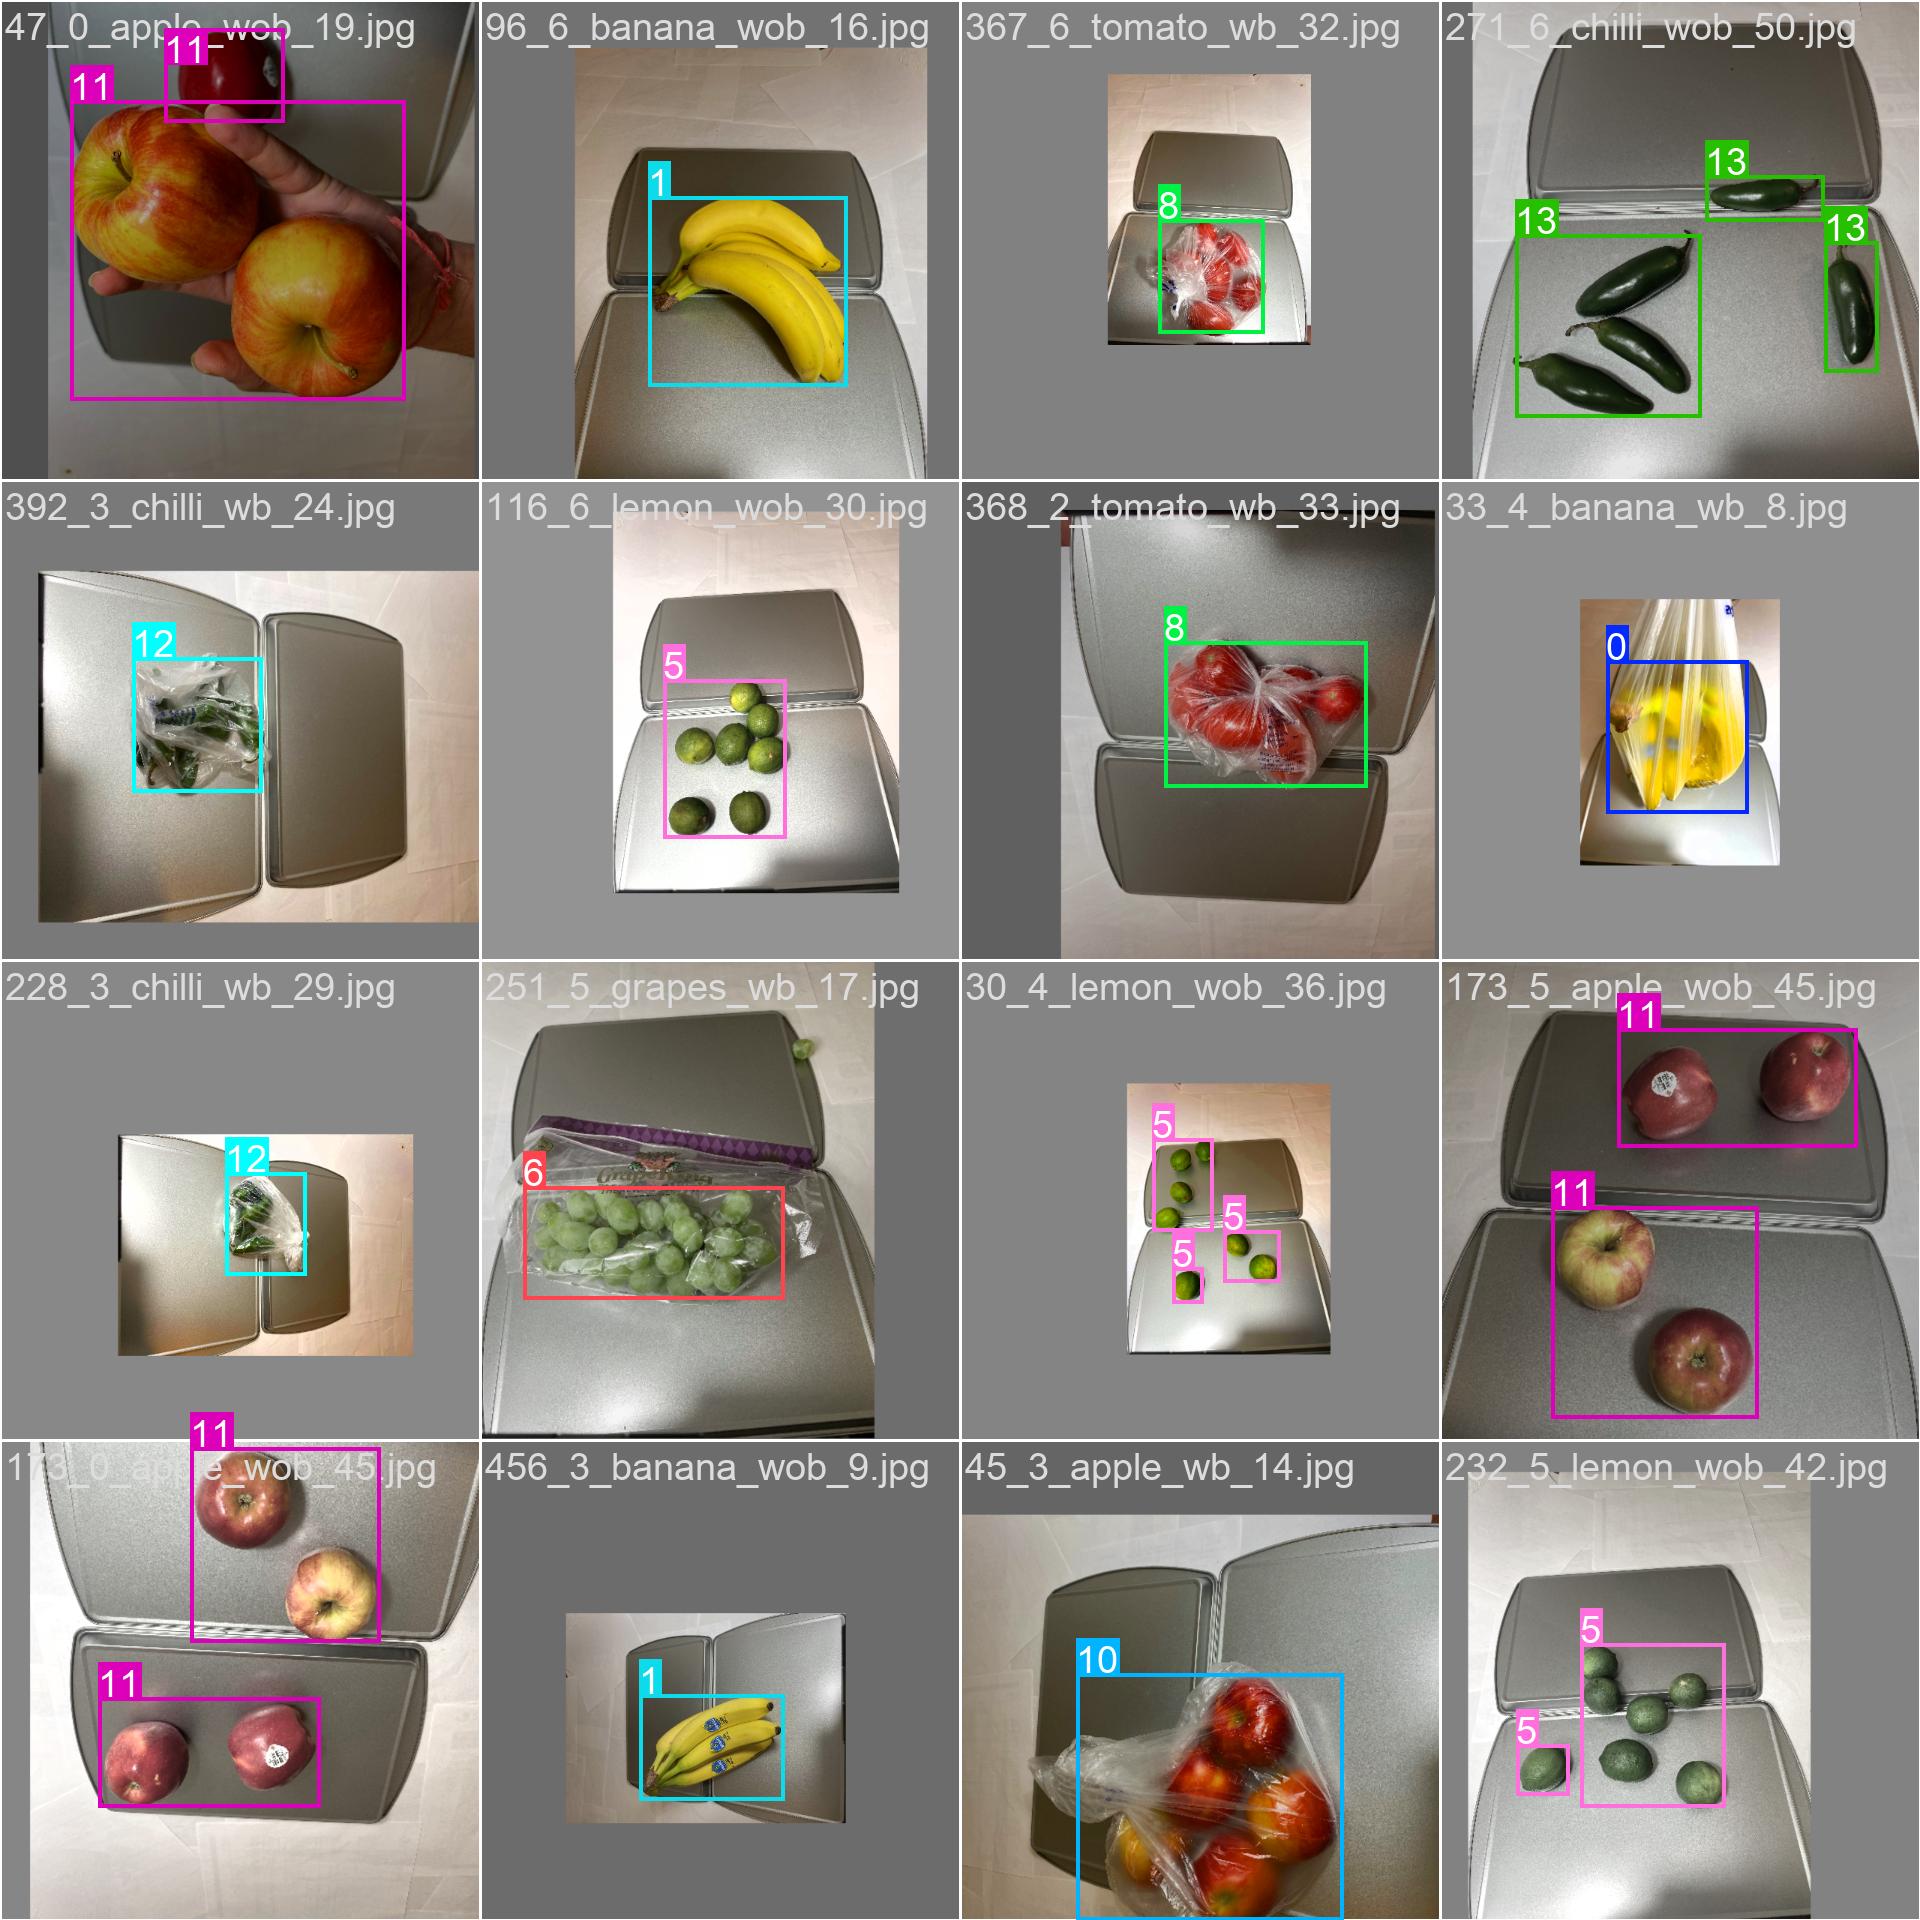 47_0_apple_wob_19.jpg
11
11
96_6_banana_wob_16.jpg
1
367_6_tomato_wb_32.jpg
8
271_6_chilli_wob_50.jpg
13
13
13
392_3_chilli_wb_24.jpg
12
116_6_lemon_wob_30.jpg
5
368_2_tomato_wb_33.jpg
8
33_4_banana_wb_8.jpg
0
228_3_chilli_wb_29.jpg
12
251_5_grapes_wb_17.jpg
6
30_4_lemon_wob_36.jpg
5
5
5
173_5_apple_wob_45.jpg
11
11
173_0_apple_wob_45.jpg
11
11
456_3_banana_wob_9.jpg
1
45_3_apple_wb_14.jpg
10
232_5_lemon_wob_42.jpg
5
5